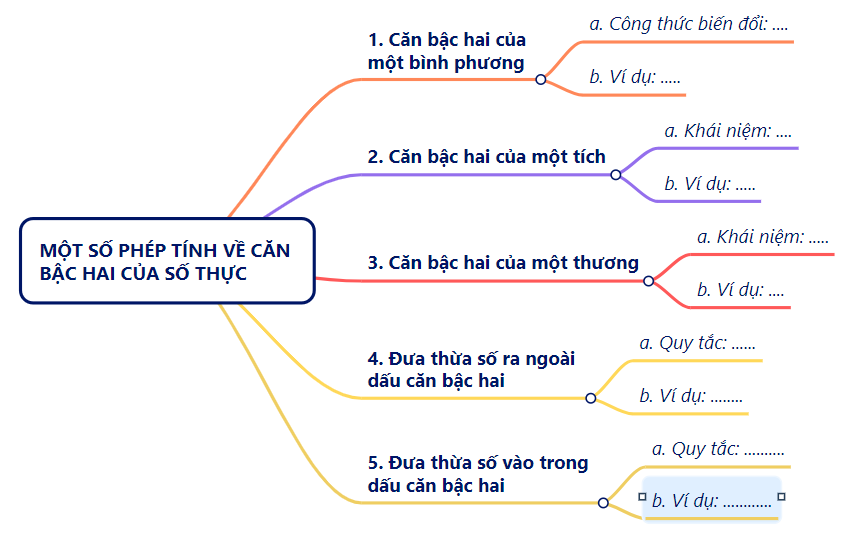 MỘT SỐ PHÉP TÍNH VỀ CĂN
BẬC HAI CỦA SỐ THỰC
1. Căn bậc hai của
một bình phương
a. Công thức biến đổi: ....
b. Ví dụ: .....
2. Căn bậc hai của một tích
a. Khái niệm: ....
b. Ví dụ: .....
3. Căn bậc hai của một thương
a. Khái niệm: .....
b. Ví dụ: ....
4. Đưa thừa số ra ngoài
dấu căn bậc hai
a. Quy tắc: ......
b. Ví dụ: ........
5. Đưa thừa số vào trong
dấu căn bậc hai
a. Quy tắc: ..........
b. Ví dụ: ............